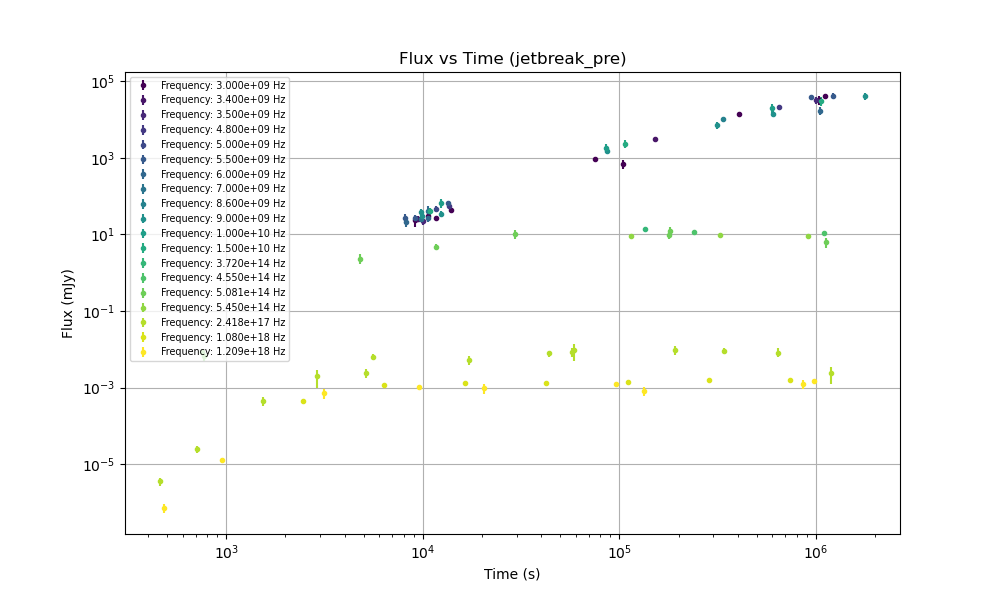 Flux vs Time (jetbreak_pre)
10^5
10^3
10^1
10^−1
10^−3
10^−5
Flux (mJy)
Frequency: 3.000e+09 Hz
Frequency: 3.400e+09 Hz
Frequency: 3.500e+09 Hz
Frequency: 4.800e+09 Hz
Frequency: 5.000e+09 Hz
Frequency: 5.500e+09 Hz
Frequency: 6.000e+09 Hz
Frequency: 7.000e+09 Hz
Frequency: 8.600e+09 Hz
Frequency: 9.000e+09 Hz
Frequency: 1.000e+10 Hz
Frequency: 1.500e+10 Hz
Frequency: 3.720e+14 Hz
Frequency: 4.550e+14 Hz
Frequency: 5.081e+14 Hz
Frequency: 5.450e+14 Hz
Frequency: 2.418e+17 Hz
Frequency: 1.080e+18 Hz
Frequency: 1.209e+18 Hz
10^3 10^4 10^5 10^6
Time (s)